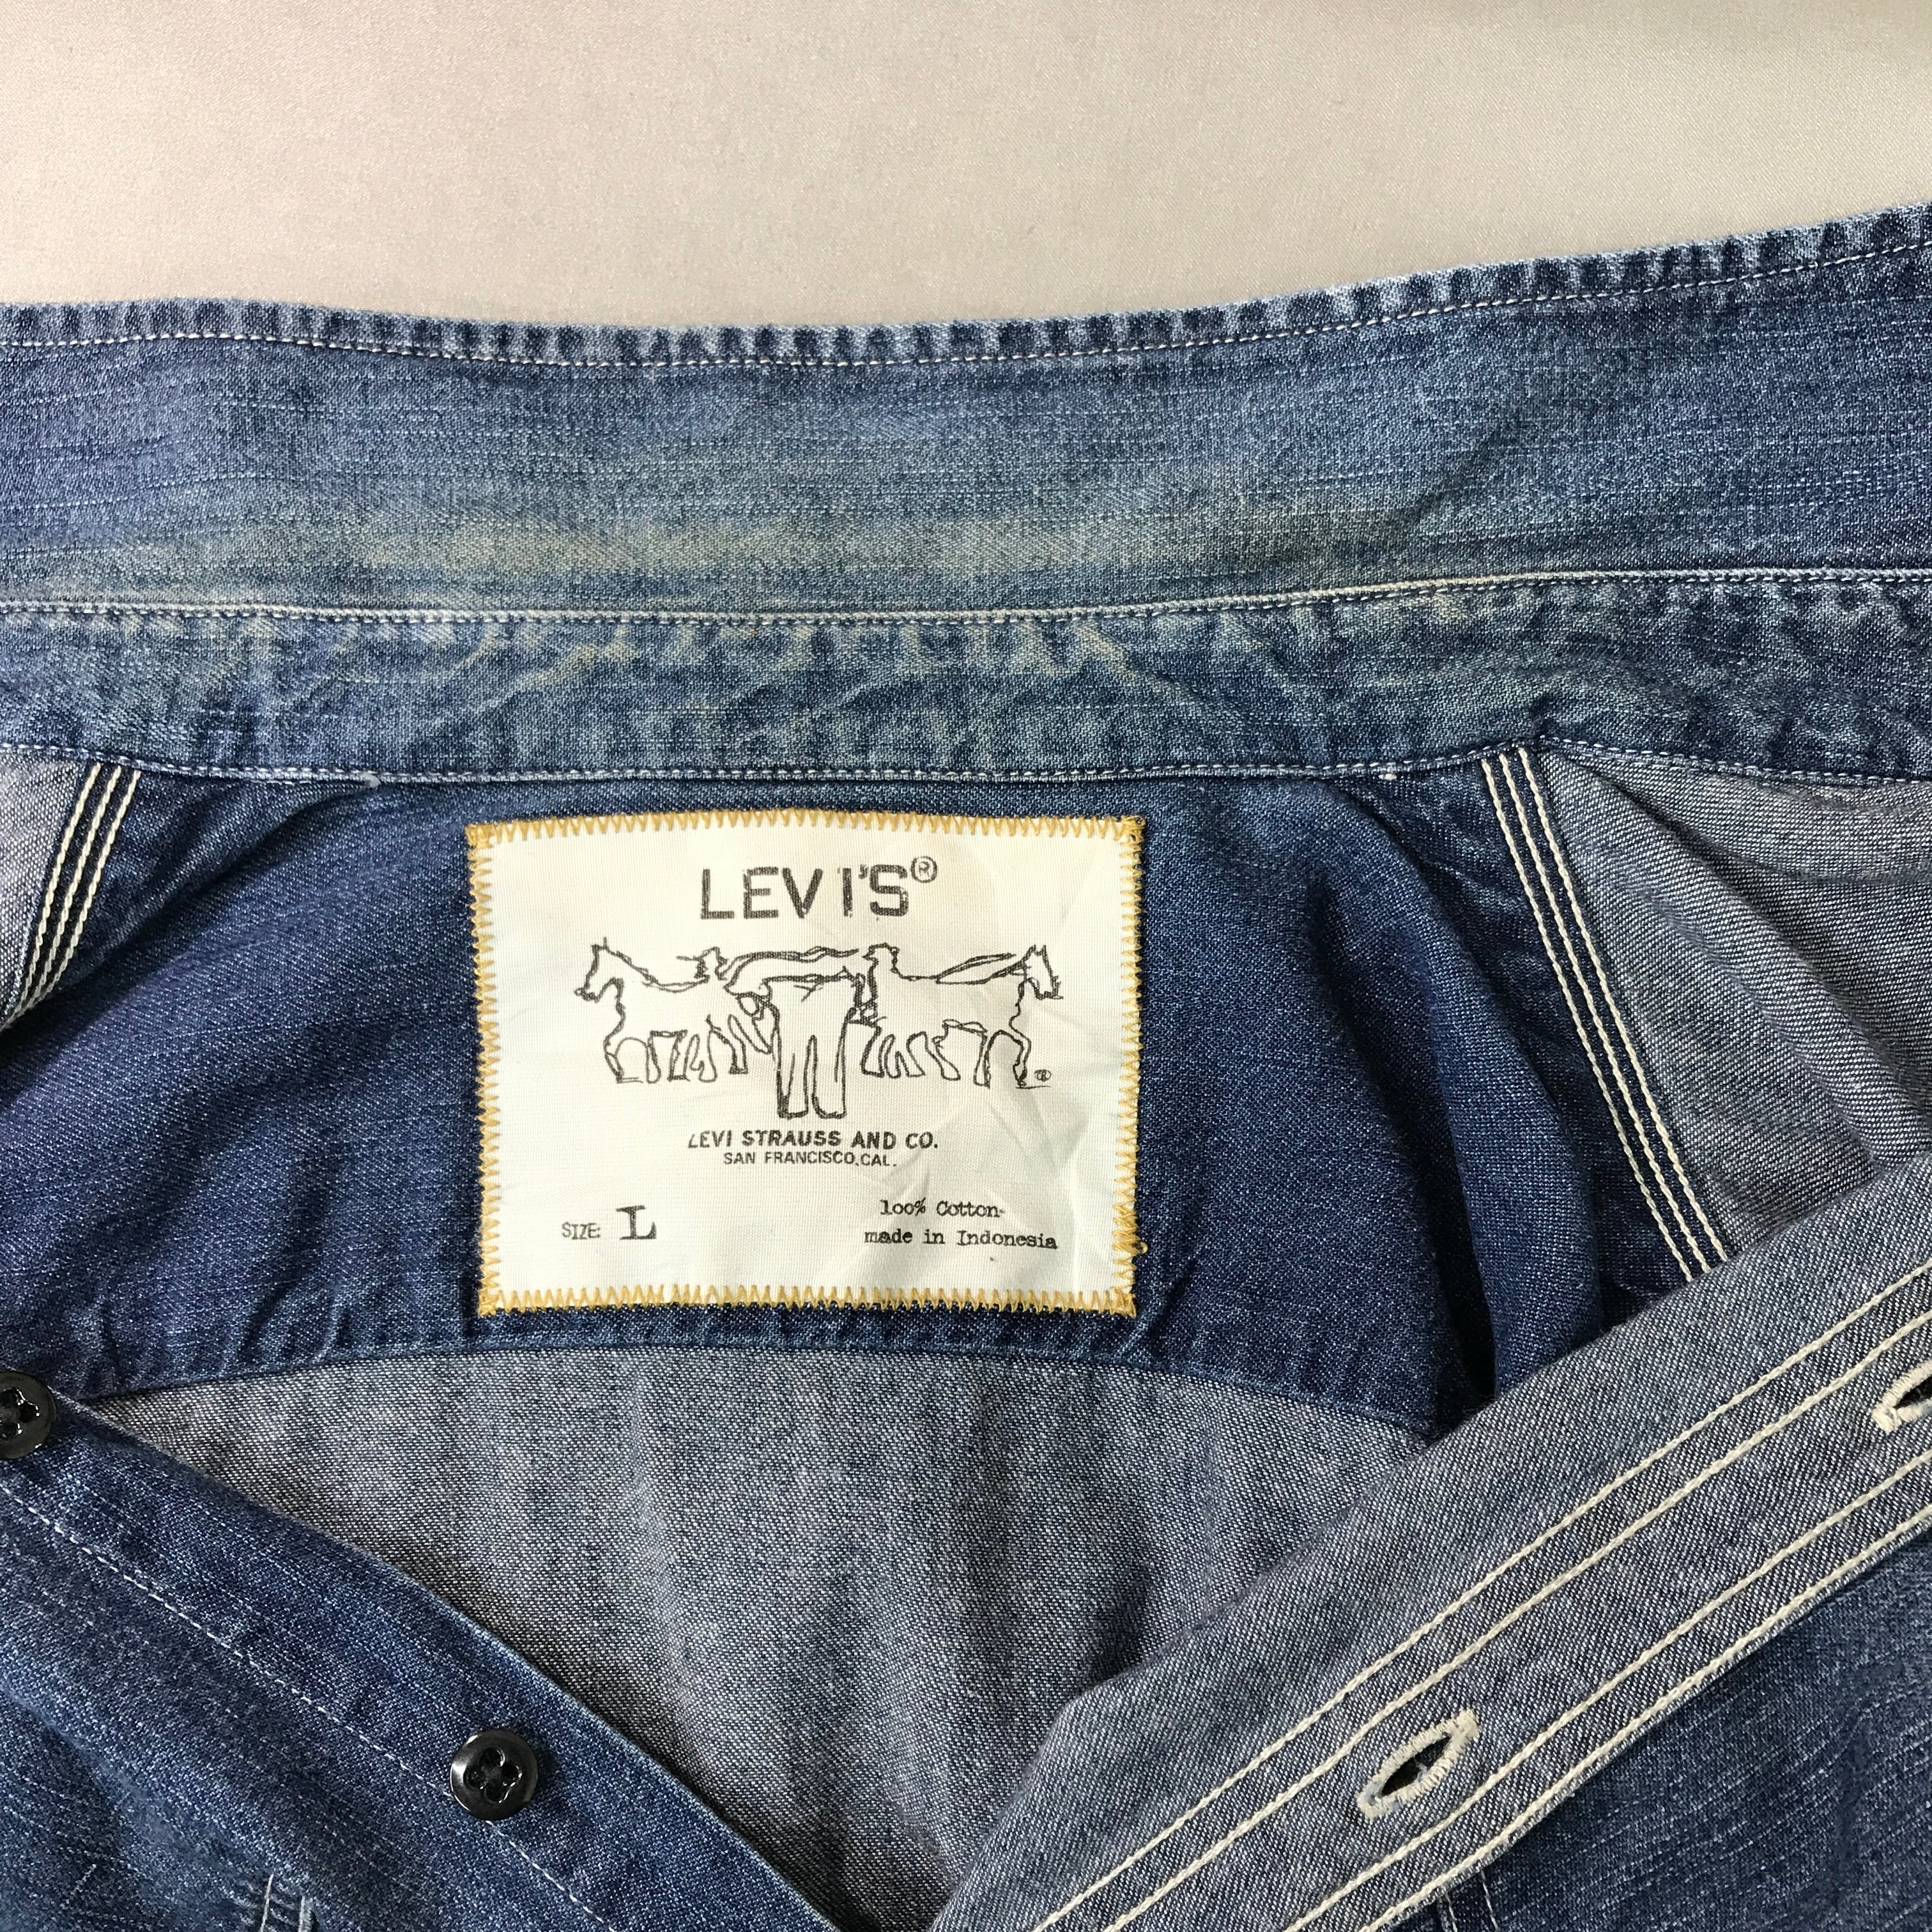 LEVI'S®
®
LEVI STRAUSS AND CO.
SAN FRANCISCO,CAL.
SIZE: L
100% Cotton
made in Indonesia